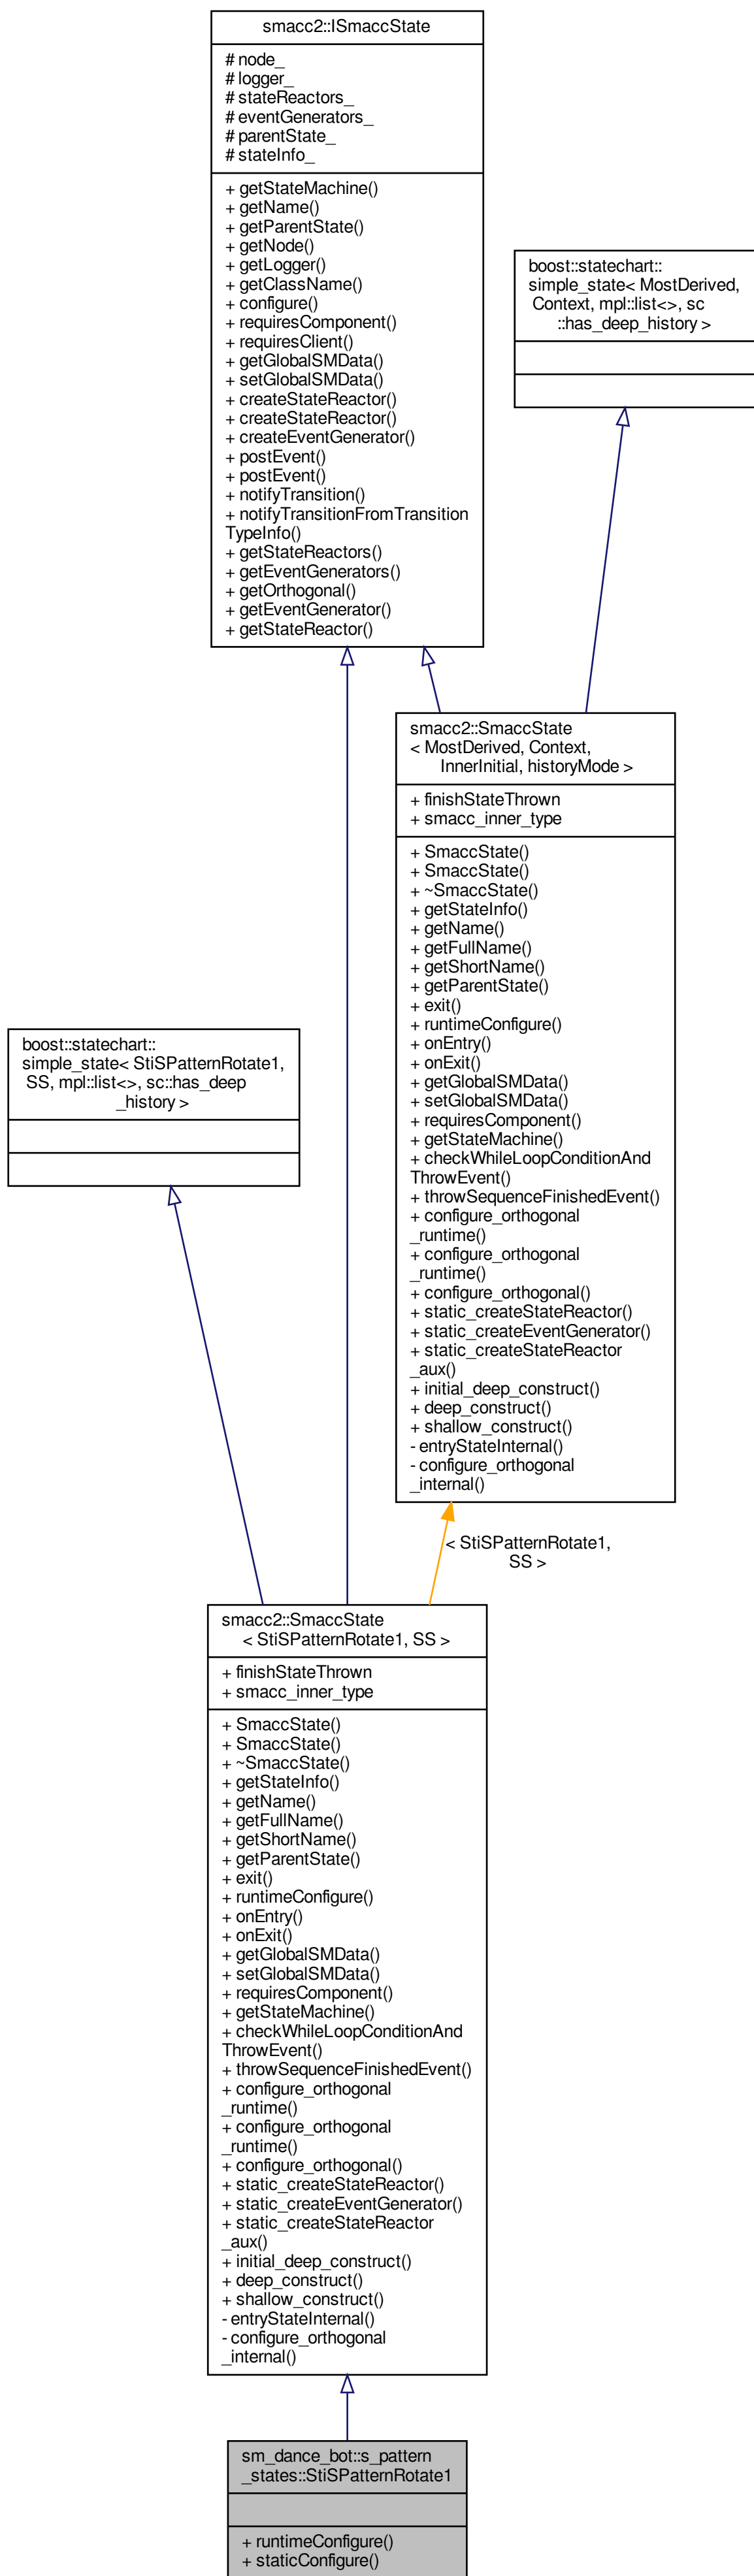 smacc2::ISmaccState
# node_
# logger_
# stateReactors_
# eventGenerators_
# parentState_
# stateInfo_
+ getStateMachine()
+ getName()
+ getParentState()
+ getNode()
+ getLogger()
+ getClassName()
+ configure()
+ requiresComponent()
+ requiresClient()
+ getGlobalSMData()
+ setGlobalSMData()
+ createStateReactor()
+ createStateReactor()
+ createEventGenerator()
+ postEvent()
+ postEvent()
+ notifyTransition()
+ notifyTransitionFromTransition
TypeInfo()
+ getStateReactors()
+ getEventGenerators()
+ getOrthogonal()
+ getEventGenerator()
+ getStateReactor()
boost::statechart::
simple_state< MostDerived,
Context, mpl::list<>, sc
::has_deep_history >
smacc2::SmaccState
< MostDerived, Context,
InnerInitial, historyMode >
+ finishStateThrown
+ smacc_inner_type
+ SmaccState()
+ SmaccState()
+ ~SmaccState()
+ getStateInfo()
+ getName()
+ getFullName()
+ getShortName()
+ getParentState()
+ exit()
+ runtimeConfigure()
+ onEntry()
+ onExit()
+ getGlobalSMData()
+ setGlobalSMData()
+ requiresComponent()
+ getStateMachine()
+ checkWhileLoopConditionAnd
ThrowEvent()
+ throwSequenceFinishedEvent()
+ configure_orthogonal
_runtime()
+ configure_orthogonal
_runtime()
+ configure_orthogonal()
+ static_createStateReactor()
+ static_createEventGenerator()
+ static_createStateReactor
_aux()
+ initial_deep_construct()
+ deep_construct()
+ shallow_construct()
- entryStateInternal()
- configure_orthogonal
_internal()
boost::statechart::
simple_state< StiSPatternRotate1,
SS, mpl::list<>, sc::has_deep
_history >
< StiSPatternRotate1,
SS >
smacc2::SmaccState
< StiSPatternRotate1, SS >
+ finishStateThrown
+ smacc_inner_type
+ SmaccState()
+ SmaccState()
+ ~SmaccState()
+ getStateInfo()
+ getName()
+ getFullName()
+ getShortName()
+ getParentState()
+ exit()
+ runtimeConfigure()
+ onEntry()
+ onExit()
+ getGlobalSMData()
+ setGlobalSMData()
+ requiresComponent()
+ getStateMachine()
+ checkWhileLoopConditionAnd
ThrowEvent()
+ throwSequenceFinishedEvent()
+ configure_orthogonal
_runtime()
+ configure_orthogonal
_runtime()
+ configure_orthogonal()
+ static_createStateReactor()
+ static_createEventGenerator()
+ static_createStateReactor
_aux()
+ initial_deep_construct()
+ deep_construct()
+ shallow_construct()
- entryStateInternal()
- configure_orthogonal
_internal()
sm_dance_bot::s_pattern
_states::StiSPatternRotate1
+ runtimeConfigure()
+ staticConfigure()